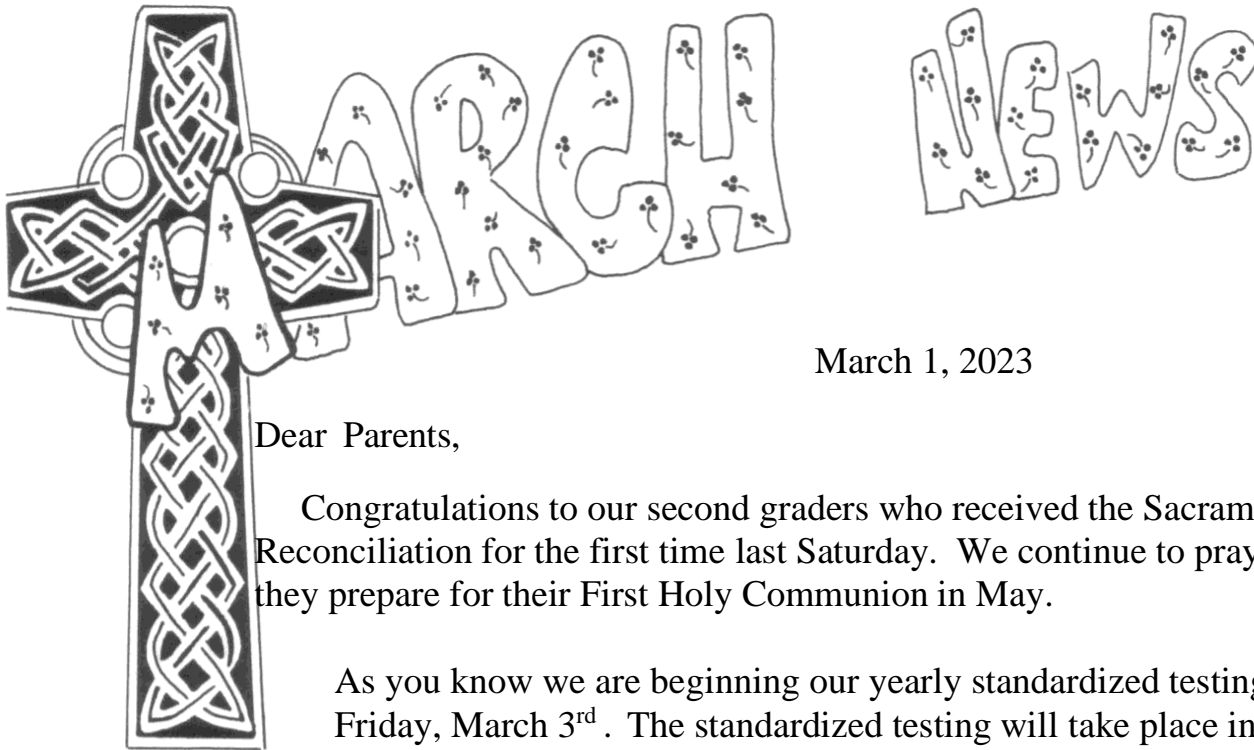 MARCH NEWS
March 1, 2023
Dear Parents,
Congratulations to our second graders who received the Sacram
Reconciliation for the first time last Saturday. We continue to pray
they prepare for their First Holy Communion in May.
As you know we are beginning our yearly standardized testing
Friday, March 3rd . The standardized testing will take place in